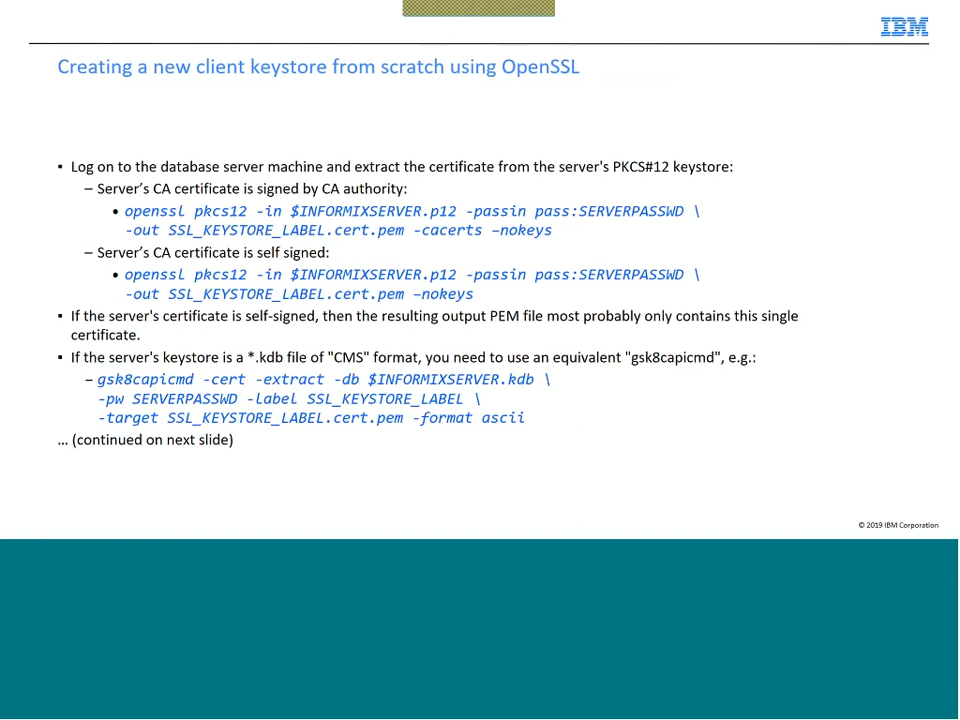 IBM
Creating a new client keystore from scratch using OpenSSL
▪ Log on to the database server machine and extract the certificate from the server's PKCS#12 keystore:
– Server’s CA certificate is signed by CA authority:
• openssl pkcs12 -in $INFORMIXSERVER.p12 -passin pass:SERVERPASSWD \
-out SSL_KEYSTORE_LABEL.cert.pem -cacerts –nokeys
– Server’s CA certificate is self signed:
• openssl pkcs12 -in $INFORMIXSERVER.p12 -passin pass:SERVERPASSWD \
-out SSL_KEYSTORE_LABEL.cert.pem –nokeys
▪ If the server's certificate is self-signed, then the resulting output PEM file most probably only contains this single
certificate.
▪ If the server's keystore is a *.kdb file of "CMS" format, you need to use an equivalent "gsk8capicmd", e.g.:
– gsk8capicmd -cert -extract -db $INFORMIXSERVER.kdb \
-pw SERVERPASSWD -label SSL_KEYSTORE_LABEL \
-target SSL_KEYSTORE_LABEL.cert.pem -format ascii
… (continued on next slide)
© 2019 IBM Corporation